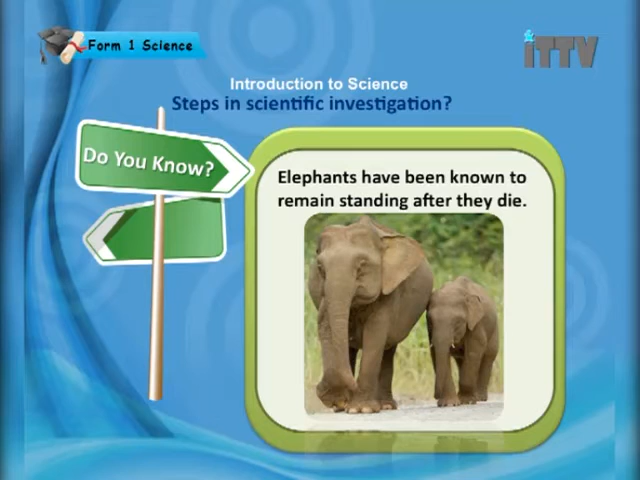 Form 1 Science
iTTV
Introduction to Science
Steps in scientific investigation?
Do You Know?
Elephants have been known to
remain standing after they die.